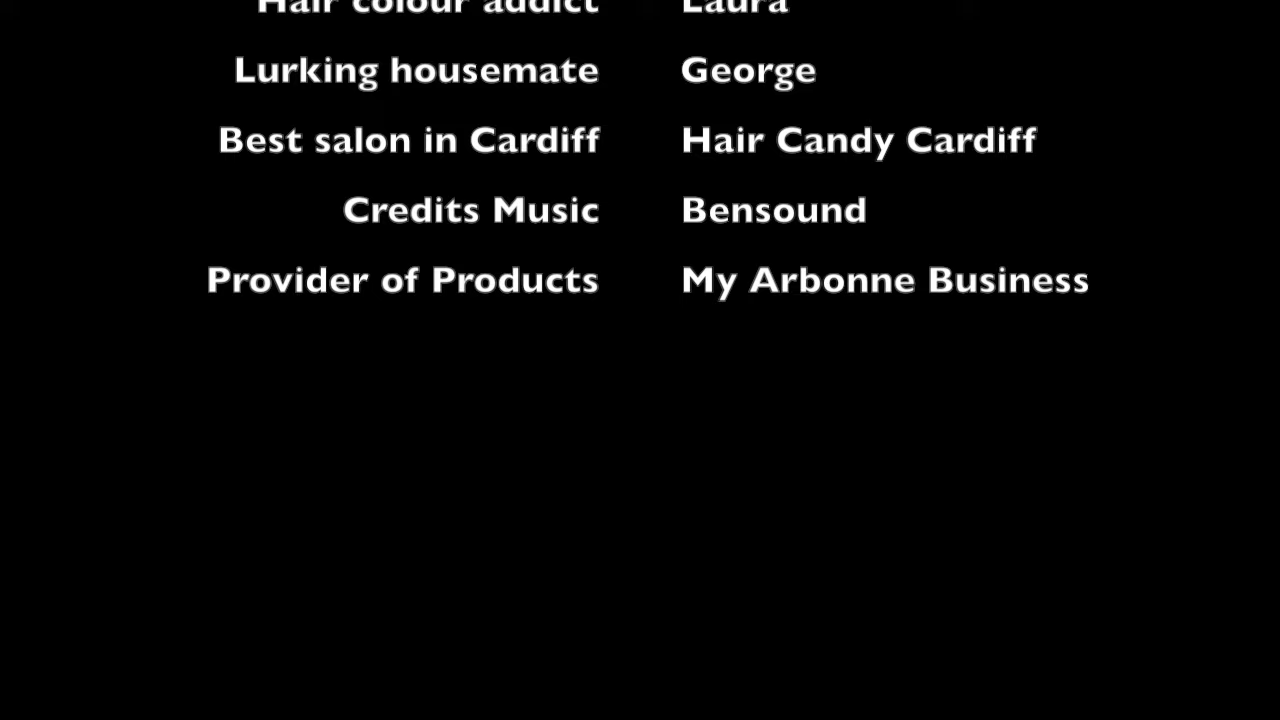 Hair colour addict Laura
Lurking housemate George
Best salon in Cardiff Hair Candy Cardiff
Credits Music Bensound
Provider of Products My Arbonne Business